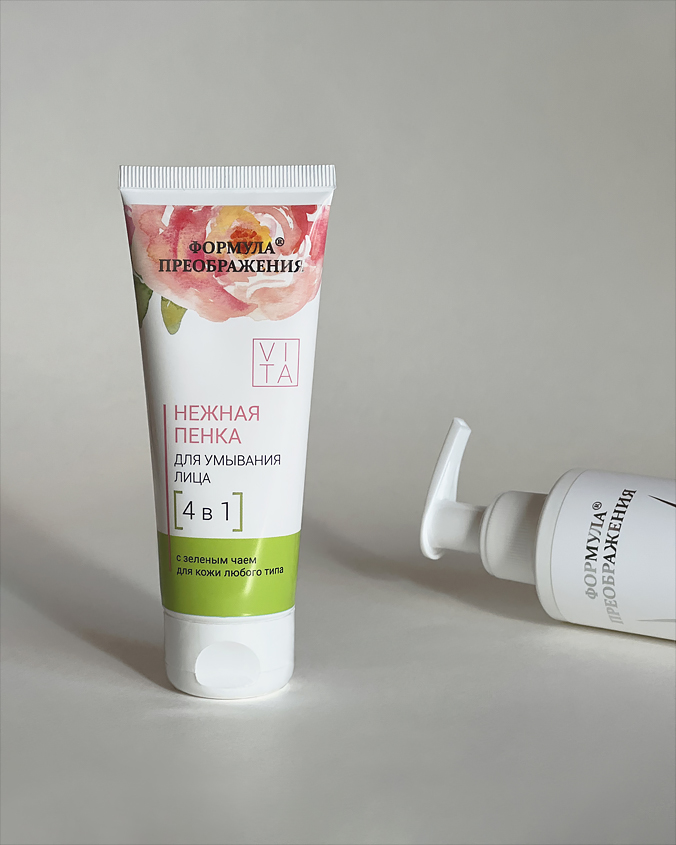 ФОРМУЛА®
ПРЕОБРАЖЕНИЯ
VI
TA
НЕЖНАЯ
ПЕНКА
ДЛЯ УМЫВАНИЯ
ЛИЦА
[4 в 1]
с зеленым чаем
для кожи любого типа
ФОРМУЛА®
ПРЕОБРАЖЕНИЯ